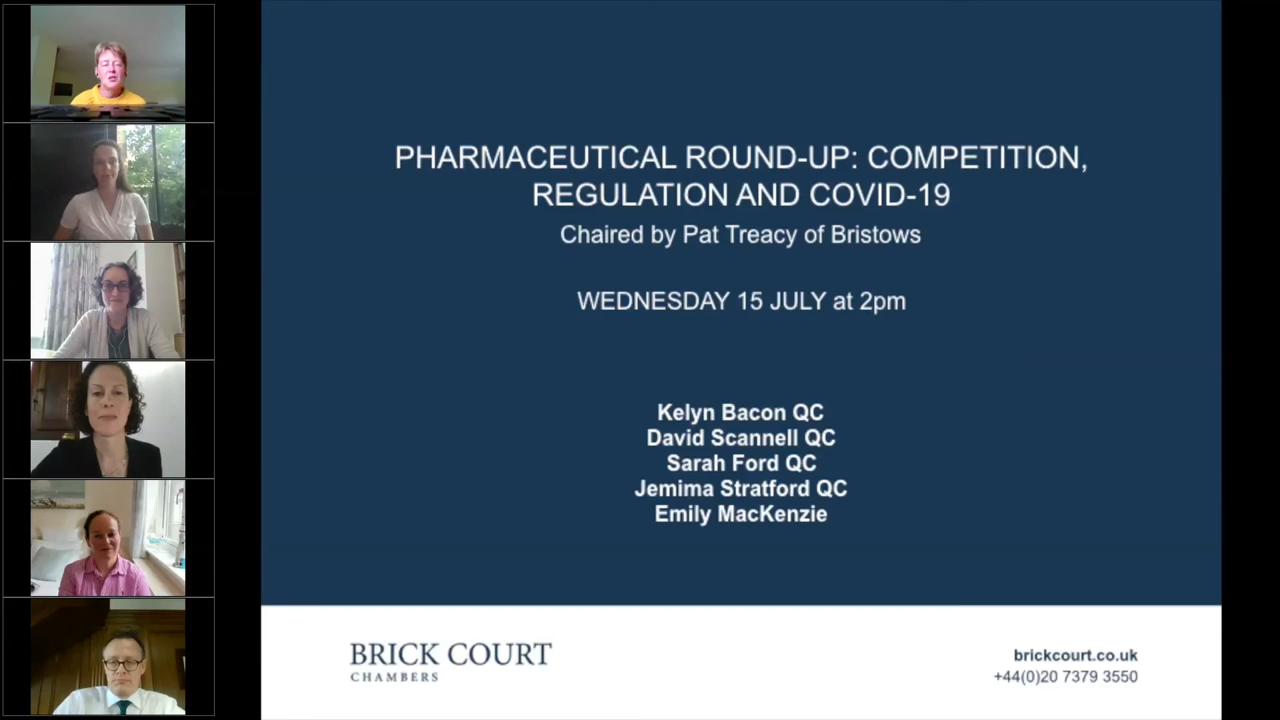 PHARMACEUTICAL ROUND-UP: COMPETITION,
REGULATION AND COVID-19
Chaired by Pat Treacy of Bristows
WEDNESDAY 15 JULY at 2pm
Kelyn Bacon QC
David Scannell QC
Sarah Ford QC
Jemima Stratford QC
Emily MacKenzie
BRICK COURT
CHAMBERS
brickcourt.co.uk
+44(0)20 7379 3550